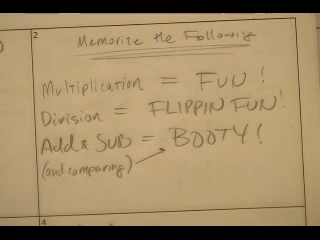 2
Memorize the Following
Multiplication = FUN!
Division = FLIPPIN FUN!
Add & SUB = BOOTY!
(and comparing)
4